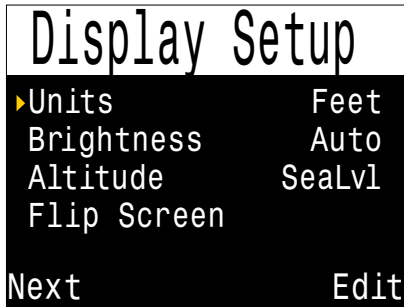 Display Setup
Units Feet
Brightness Auto
Altitude SeaLvl
Flip Screen
Next Edit